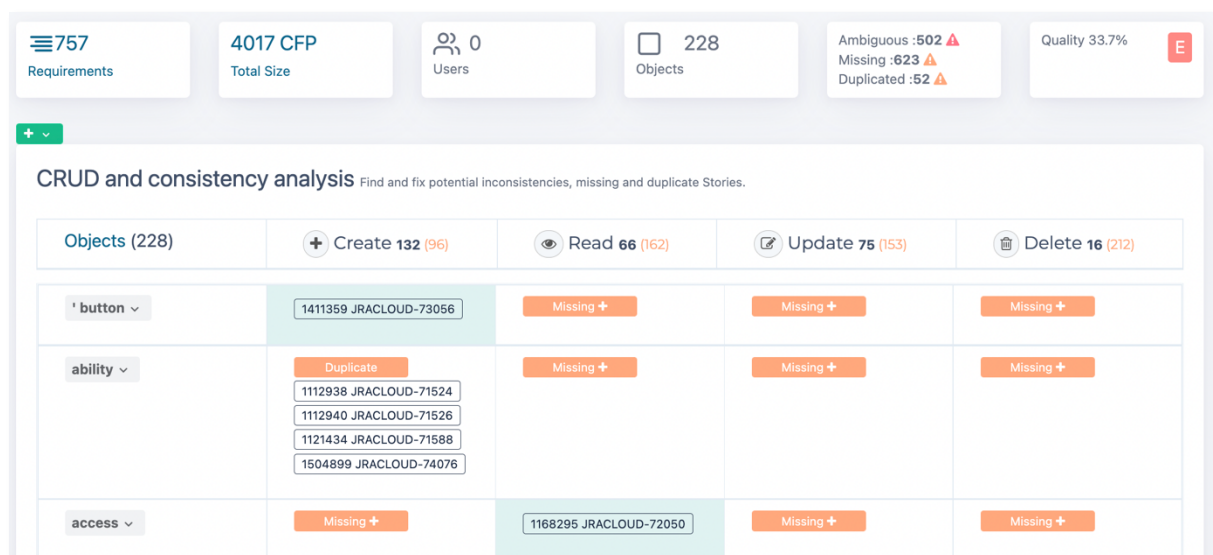 757
Requirements
4017 CFP
Total Size
0
Users
228
Objects
Ambiguous :502
Missing :623
Duplicated :52
Quality 33.7%
E
+
CRUD and consistency analysis Find and fix potential inconsistencies, missing and duplicate Stories.
Objects (228) + Create 132 (96) Read 66 (162) Update 75 (153) Delete 16 (212)
' button 1411359 JRACLOUD-73056 Missing + Missing + Missing +
ability Duplicate Missing + Missing + Missing +
1112938 JRACLOUD-71524
1112940 JRACLOUD-71526
1121434 JRACLOUD-71588
1504899 JRACLOUD-74076
access Missing + 1168295 JRACLOUD-72050 Missing + Missing +